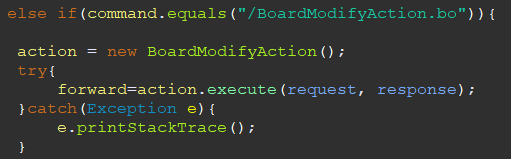 else if(command.equals("/BoardModifyAction.bo")){
action = new BoardModifyAction();
try{
forward=action.execute(request, response);
}catch(Exception e){
e.printStackTrace();
}